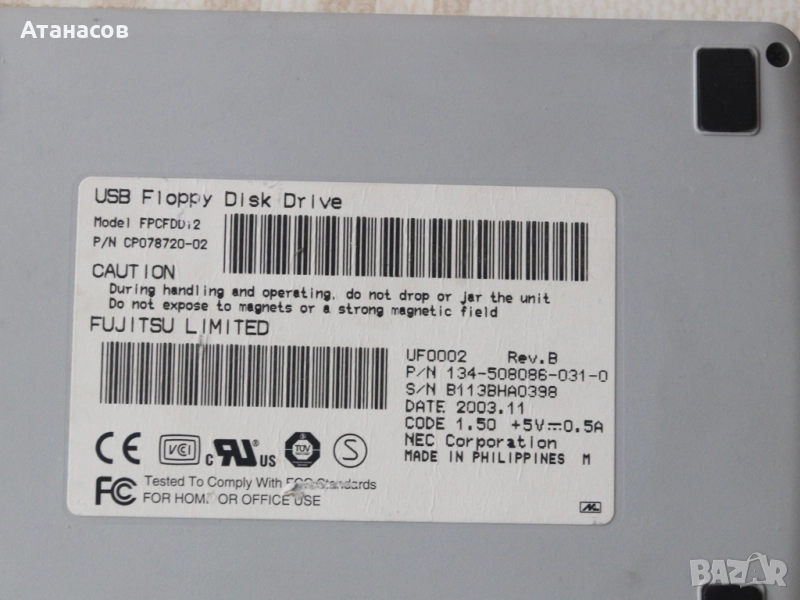 Атанасов
USB Floppy Disk Drive
Model
P/N CP078720-02
CAUTION
During handling and operating, do not drop or jar the unit
Do not expose to magnets or a strong magnetic field
FUJITSU LIMITED
UF0002 Rev.B
P/N 134-508086-031-0
S/N B113BHA0398
DATE 2003.11
CODE 1.50 +5V⎓0.5A
NEC Corporation
MADE IN PHILIPPINES M
CE VCI c RU® US TÜV S
FC Tested To Comply With FCC Standards
FOR HOME OR OFFICE USE
BAZAR